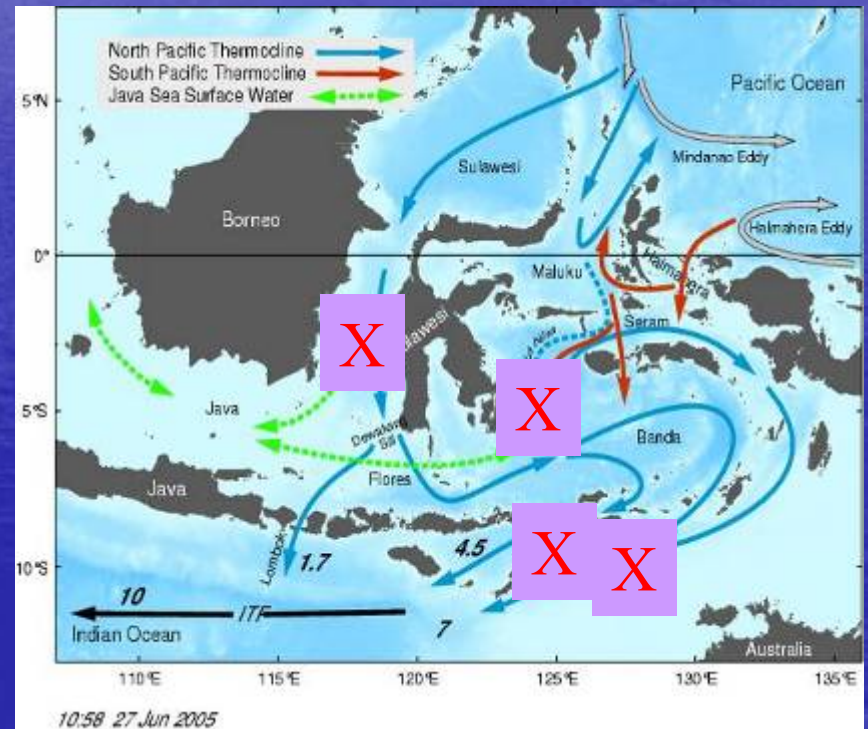 North Pacific Thermocline
South Pacific Thermocline
Java Sea Surface Water
Pacific Ocean
5°N
Mindanao Eddy
Sulawesi
Borneo
Halmahera Eddy
0°
Maluku
Halmahera
X
Seram
5°S
Java
X
Banda
Dewakang
Sill
Java
Flores
X
X
10°S
Lombok
1.7
4.5
10
ITF
7
Indian Ocean
Australia
110°E
115°E
120°E
125°E
130°E
135°E
10:58 27 Jun 2005